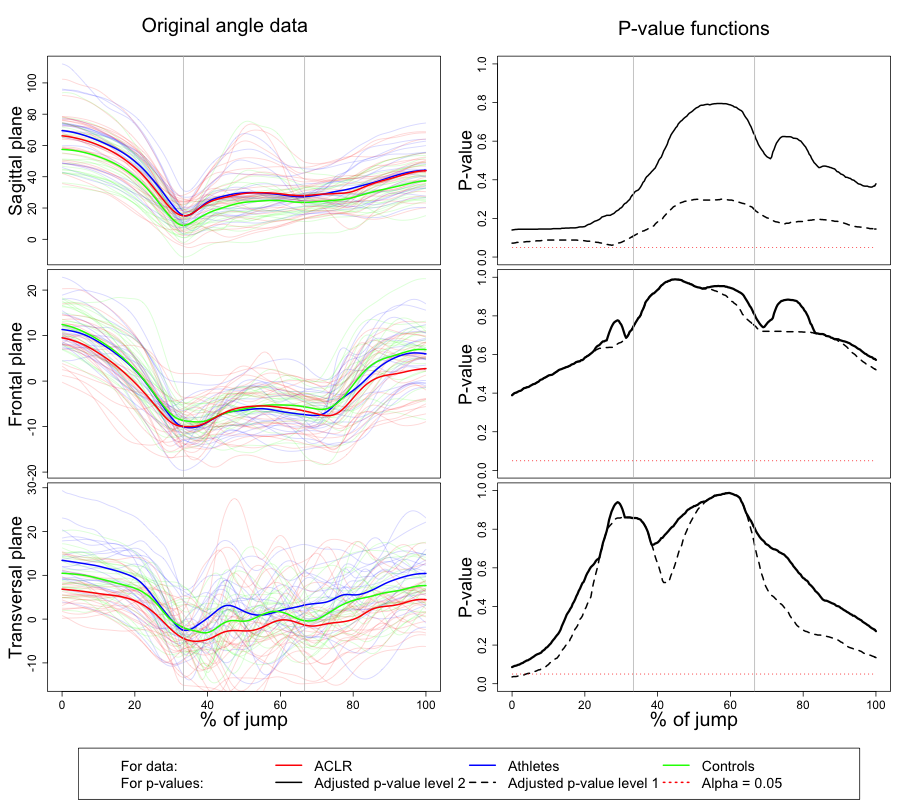 Original angle data
P-value functions
Sagittal plane
0 20 40 60 80 100
P-value
0.0 0.2 0.4 0.6 0.8 1.0
Frontal plane
-20 -10 0 10 20
P-value
0.0 0.2 0.4 0.6 0.8 1.0
Transversal plane
-10 0 10 20 30
P-value
0.0 0.2 0.4 0.6 0.8 1.0
0 20 40 60 80 100
% of jump
0 20 40 60 80 100
% of jump
For data: ACLR Athletes Controls
For p-values: Adjusted p-value level 2 Adjusted p-value level 1 Alpha = 0.05